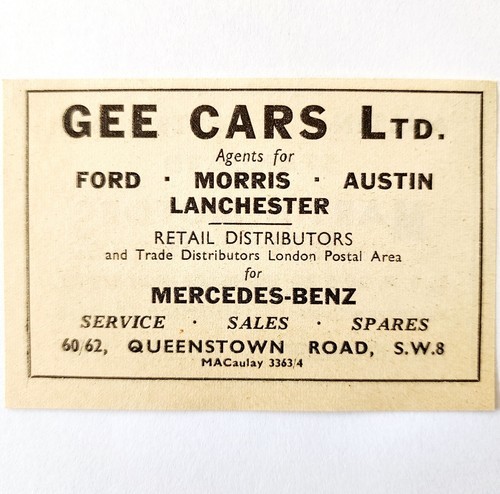 GEE CARS LTD.
Agents for
FORD · MORRIS · AUSTIN
LANCHESTER
RETAIL DISTRIBUTORS
and Trade Distributors London Postal Area
for
MERCEDES-BENZ
SERVICE · SALES · SPARES
60/62, QUEENSTOWN ROAD, S.W.8
MACaulay 3363/4